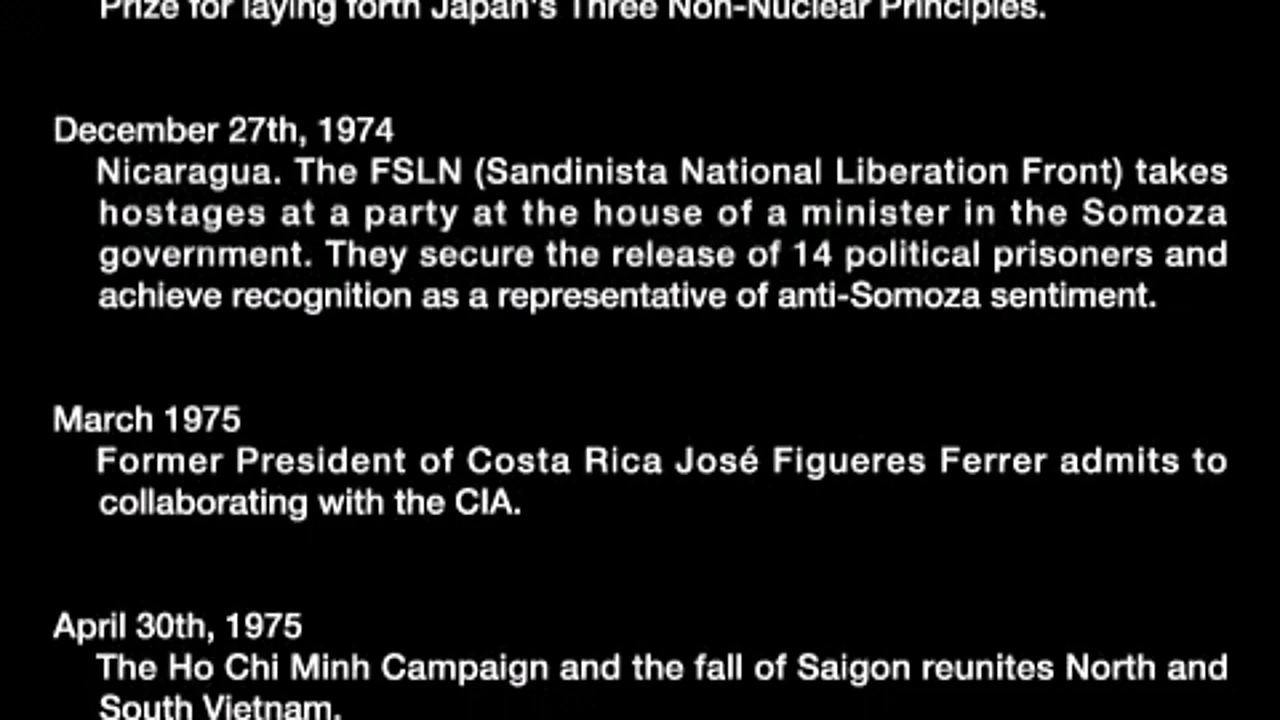 Prize for laying forth Japan's Three Non-Nuclear Principles.
December 27th, 1974
Nicaragua. The FSLN (Sandinista National Liberation Front) takes
hostages at a party at the house of a minister in the Somoza
government. They secure the release of 14 political prisoners and
achieve recognition as a representative of anti-Somoza sentiment.
March 1975
Former President of Costa Rica José Figueres Ferrer admits to
collaborating with the CIA.
April 30th, 1975
The Ho Chi Minh Campaign and the fall of Saigon reunites North and
South Vietnam.